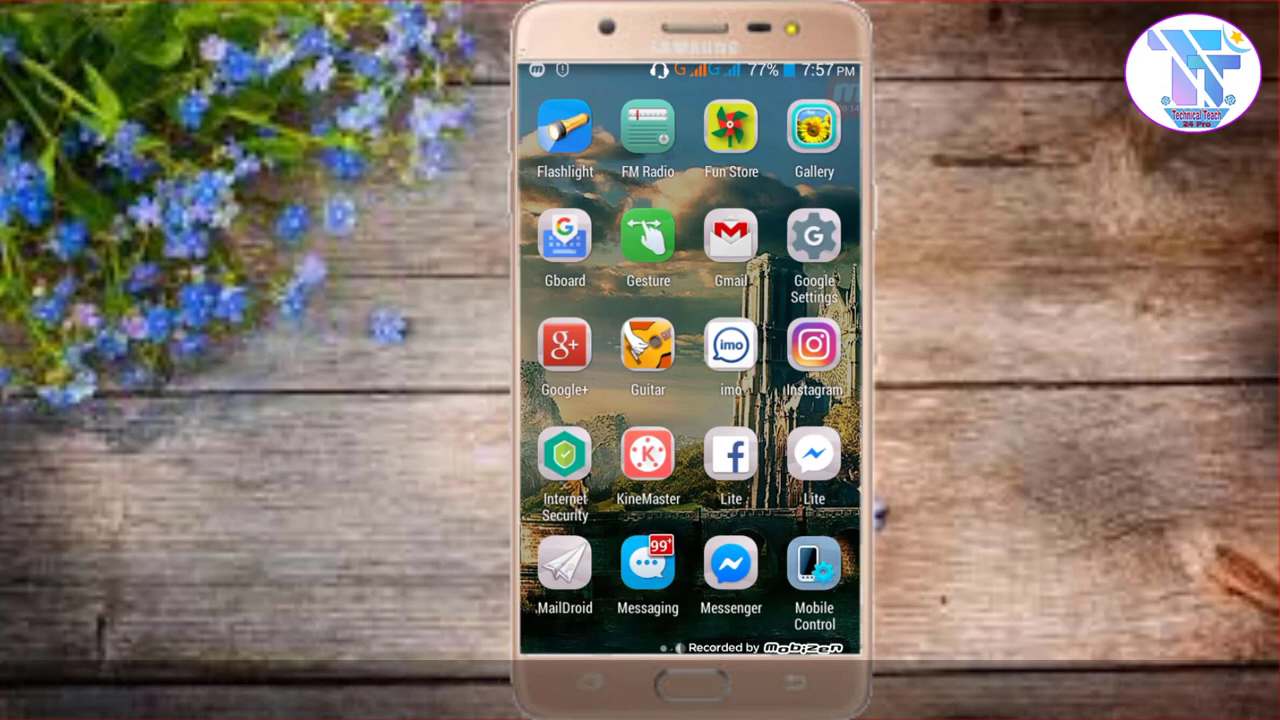 SAMSUNG
G G 77% 7:57 PM
Flashlight FM Radio Fun Store Gallery
Gboard Gesture Gmail Google
Settings
Google+ Guitar imo Instagram
Internet KineMaster Lite Lite
Security
99+
MailDroid Messaging Messenger Mobile
Control
Recorded by MobiZen
Technical Teach
24 Pro